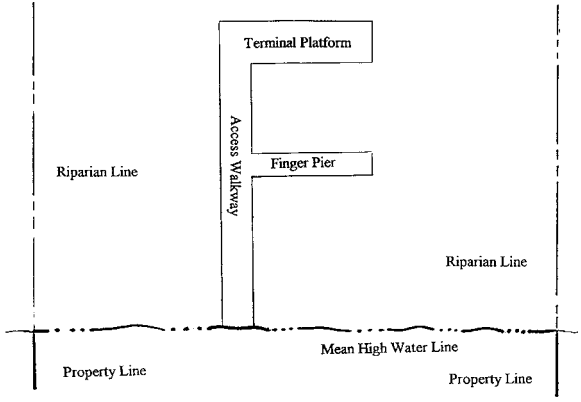 Terminal Platform
Access Walkway
Finger Pier
Riparian Line
Riparian Line
Mean High Water Line
Property Line
Property Line